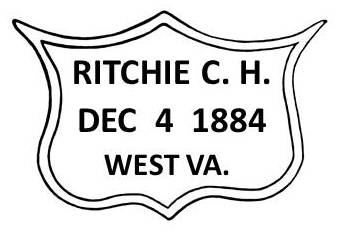 RITCHIE C. H.
DEC 4 1884
WEST VA.